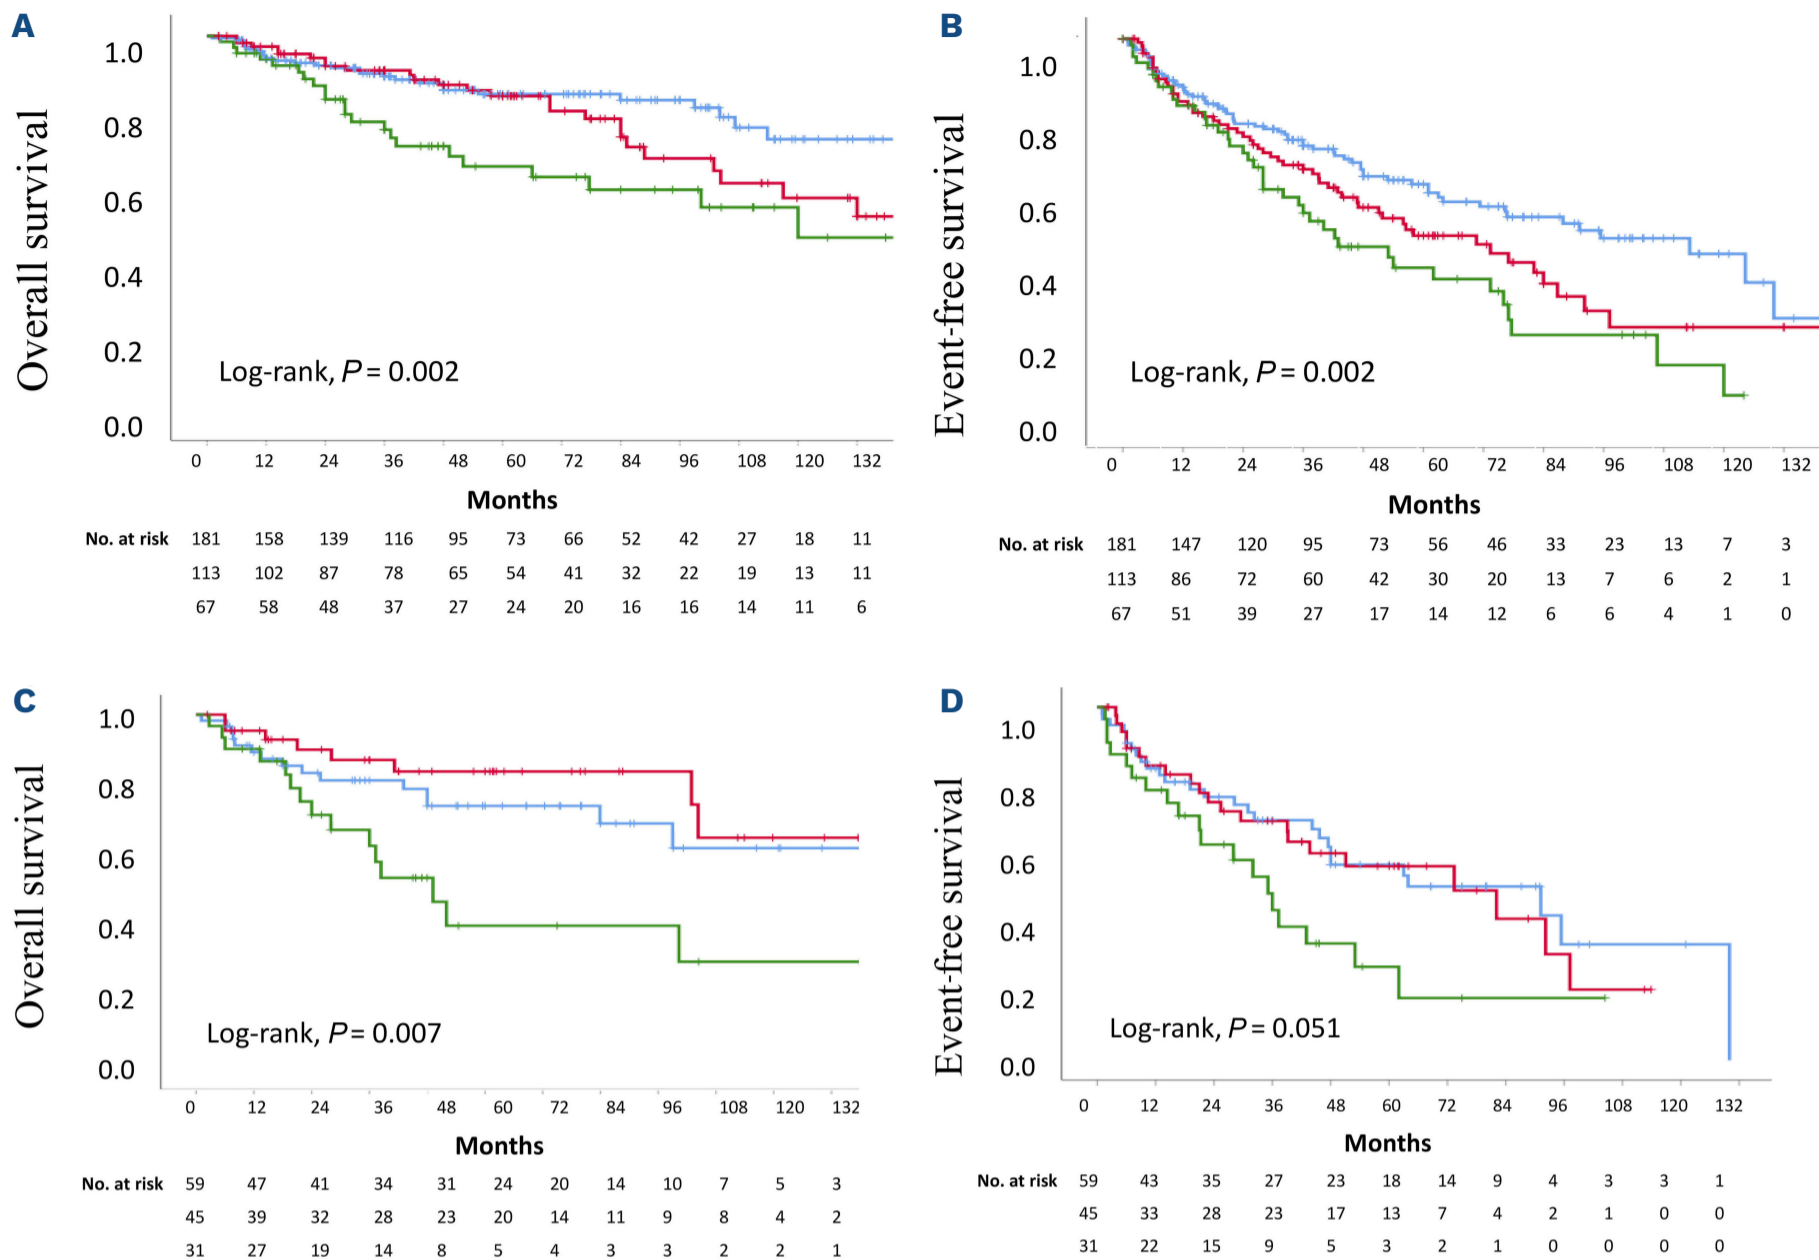 A
Overall survival
1.0
0.8
0.6
0.4
0.2
0.0
Log-rank, P = 0.002
0 12 24 36 48 60 72 84 96 108 120 132
Months
No. at risk 181 158 139 116 95 73 66 52 42 27 18 11
113 102 87 78 65 54 41 32 22 19 13 11
67 58 48 37 27 24 20 16 16 14 11 6
B
Event-free survival
1.0
0.8
0.6
0.4
0.2
0.0
Log-rank, P = 0.002
0 12 24 36 48 60 72 84 96 108 120 132
Months
No. at risk 181 147 120 95 73 56 46 33 23 13 7 3
113 86 72 60 42 30 20 13 7 6 2 1
67 51 39 27 17 14 12 6 6 4 1 0
C
Overall survival
1.0
0.8
0.6
0.4
0.2
0.0
Log-rank, P = 0.007
0 12 24 36 48 60 72 84 96 108 120 132
Months
No. at risk 59 47 41 34 31 24 20 14 10 7 5 3
45 39 32 28 23 20 14 11 9 8 4 2
31 27 19 14 8 5 4 3 3 2 2 1
D
Event-free survival
1.0
0.8
0.6
0.4
0.2
0.0
Log-rank, P = 0.051
0 12 24 36 48 60 72 84 96 108 120 132
Months
No. at risk 59 43 35 27 23 18 14 9 4 3 3 1
45 33 28 23 17 13 7 4 2 1 0 0
31 22 15 9 5 3 2 1 0 0 0 0